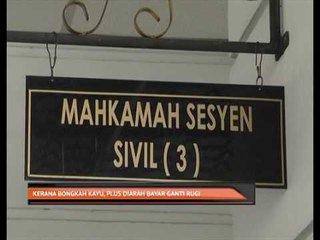 MAHKAMAH SESYEN
SIVIL ( 3 )
KERANA BONGKAH KAYU, PLUS DIARAH BAYAR GANTI RUGI